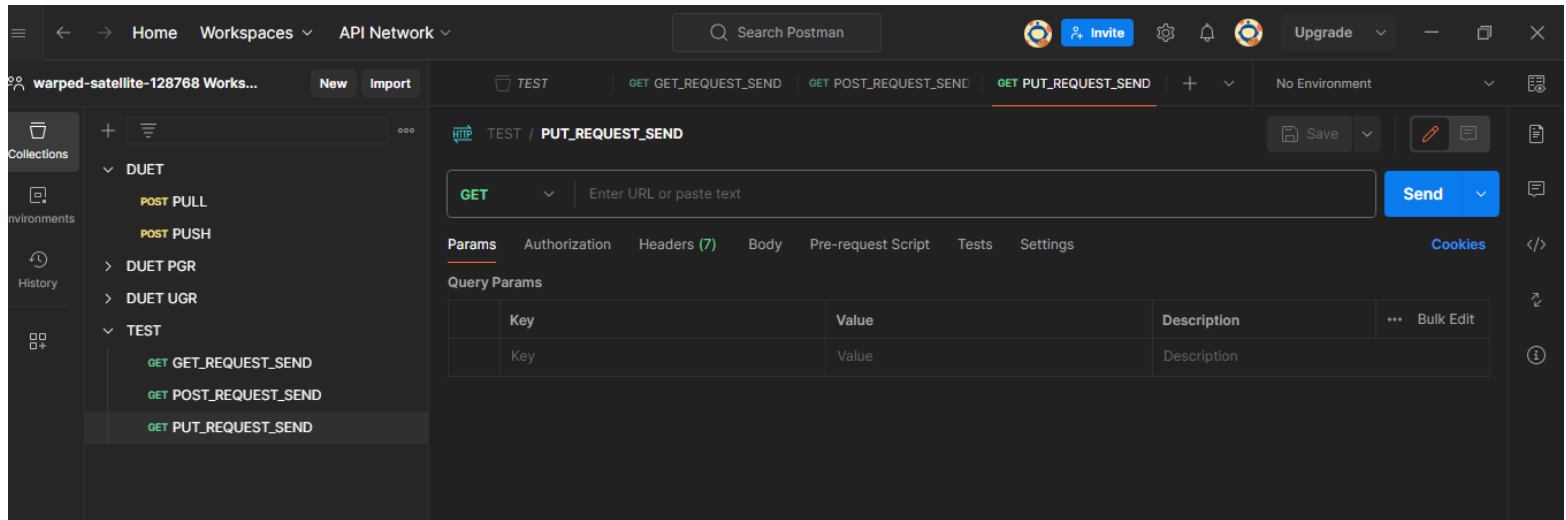 Home Workspaces API Network Search Postman Invite Upgrade
warped-satellite-128768 Works... New Import TEST GET GET_REQUEST_SEND GET POST_REQUEST_SEND GET PUT_REQUEST_SEND No Environment
Collections
nvironments
History
DUET
POST PULL
POST PUSH
DUET PGR
DUET UGR
TEST
GET GET_REQUEST_SEND
GET POST_REQUEST_SEND
GET PUT_REQUEST_SEND
HTTP TEST / PUT_REQUEST_SEND Save
GET Enter URL or paste text Send
Params Authorization Headers (7) Body Pre-request Script Tests Settings Cookies
Query Params
Key Value Description Bulk Edit
Key Value Description